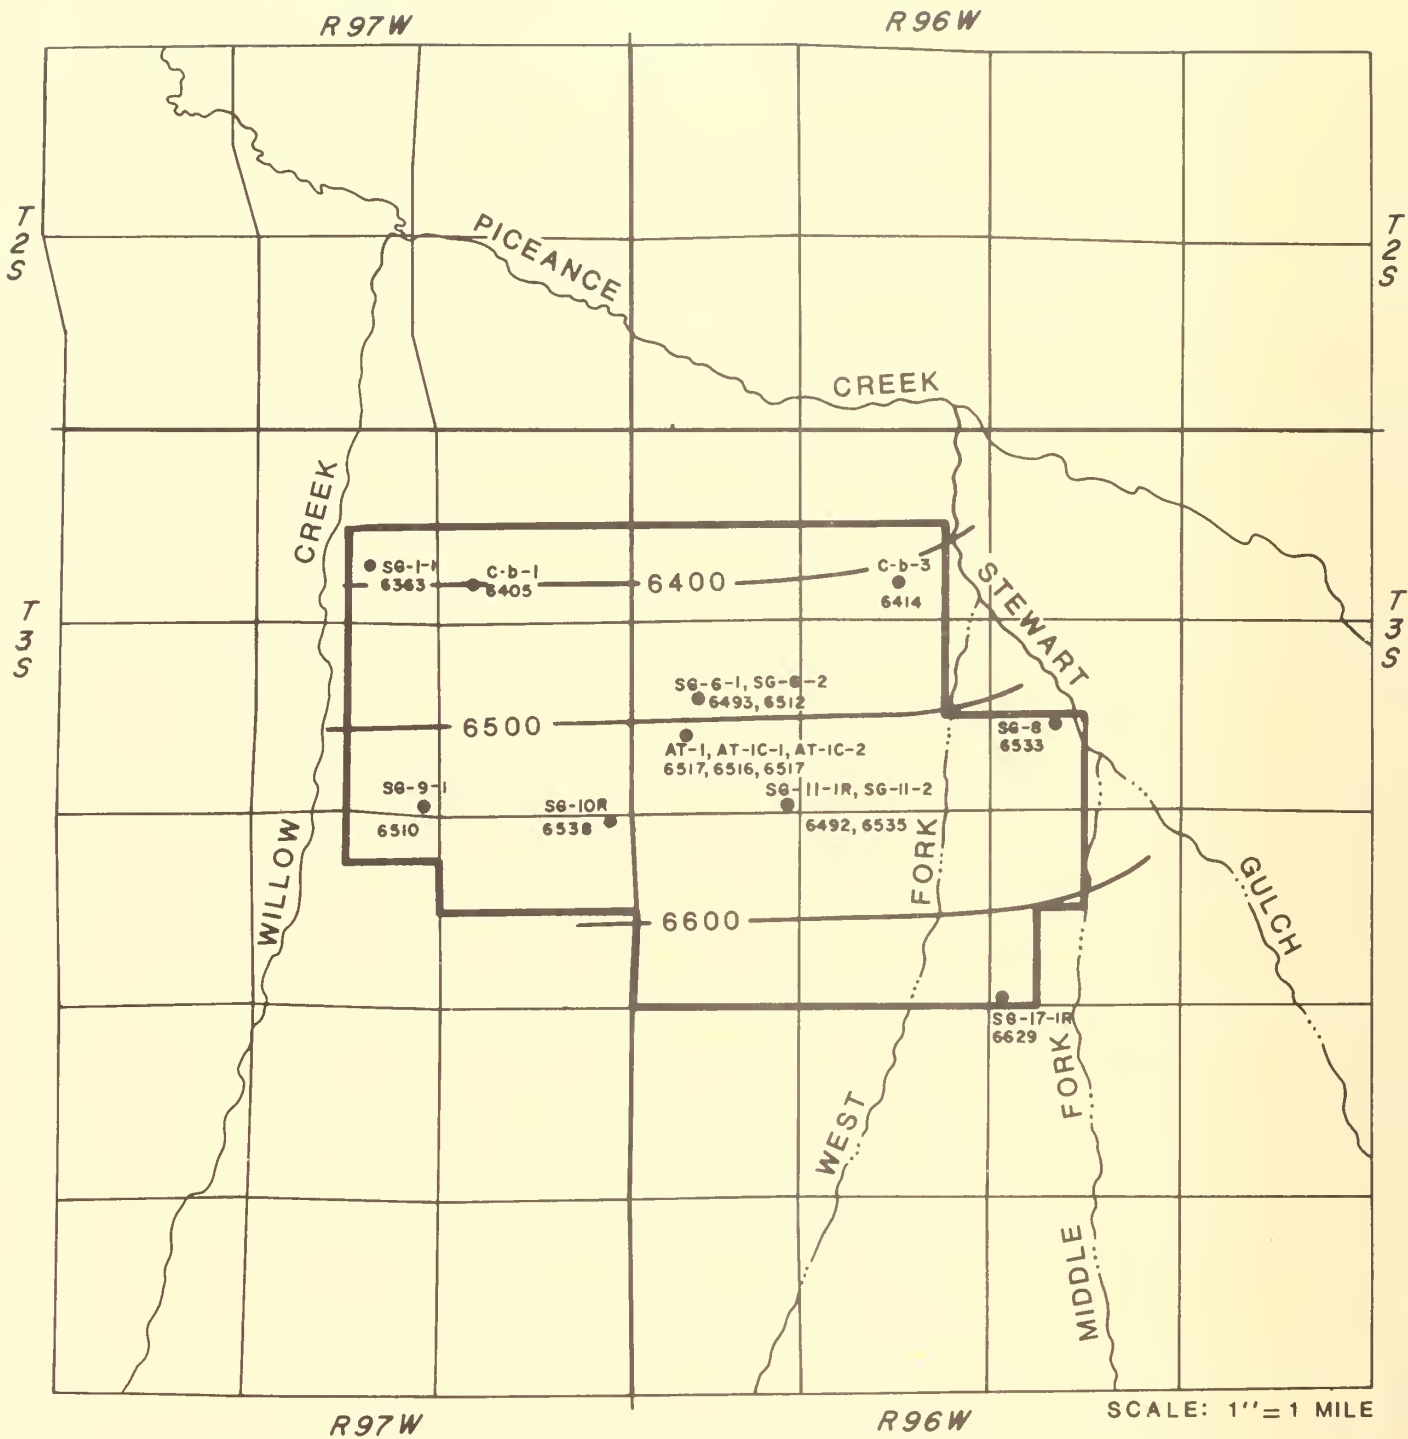 R97W
R96W
T
2
S
T
2
S
PICEANCE
CREEK
CREEK
WILLOW
STEWART
GULCH
T
3
S
T
3
S
SG-1-1
6363
C-b-1
6405
6400
C-b-3
6414
SG-6-1, SG-6-2
6493, 6512
6500
AT-1, AT-1C-1, AT-1C-2
6517, 6516, 6517
SG-8
6533
SG-9-1
6510
SG-10R
6538
SG-11-1R, SG-11-2
6492, 6535
FORK
WEST
6600
SG-17-1R
6629
FORK
MIDDLE
R97W
R96W
SCALE: 1"=1 MILE